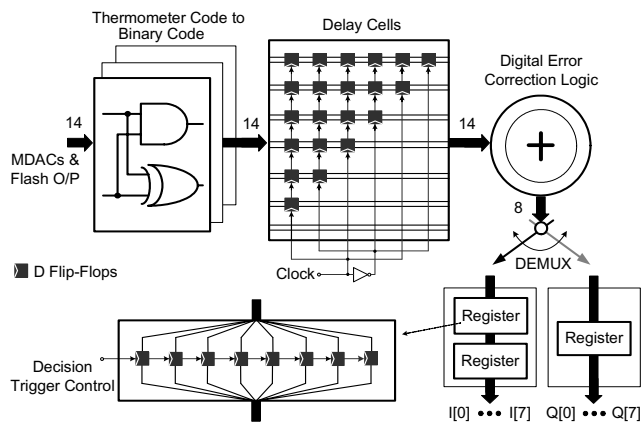 Thermometer Code to
Binary Code
Delay Cells
Digital Error
Correction Logic
14
14
14
MDACs &
Flash O/P
8
DEMUX
Clock
D Flip-Flops
Register
Register
Register
Decision
Trigger Control
I[0] ••• I[7]
Q[0] ••• Q[7]